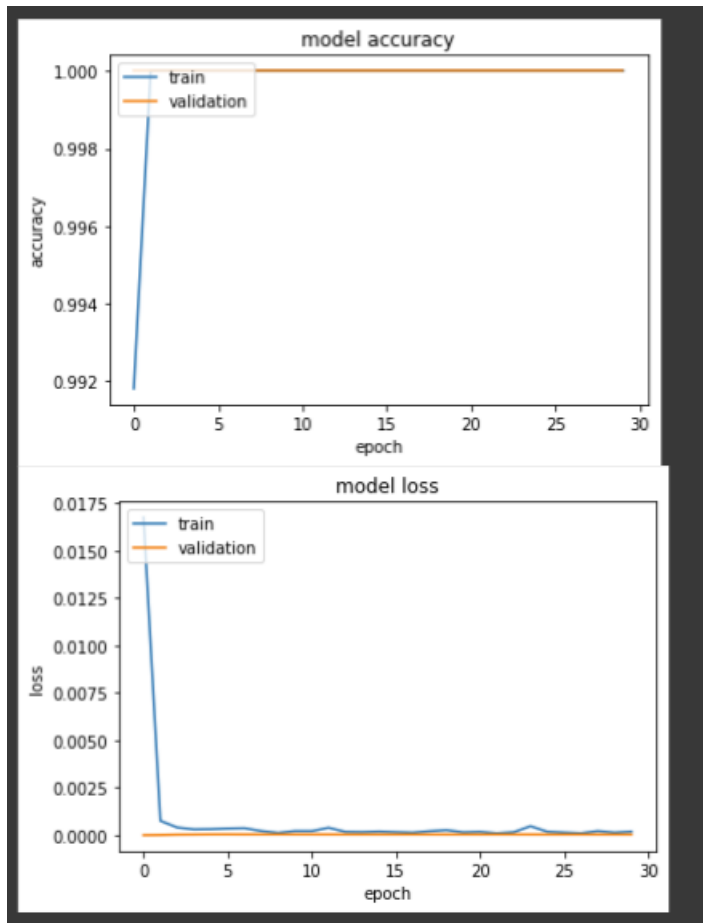 model accuracy
1.000
0.998
0.996
0.994
0.992
accuracy
train
validation
0 5 10 15 20 25 30
epoch
model loss
0.0175
0.0150
0.0125
0.0100
0.0075
0.0050
0.0025
0.0000
loss
train
validation
0 5 10 15 20 25 30
epoch